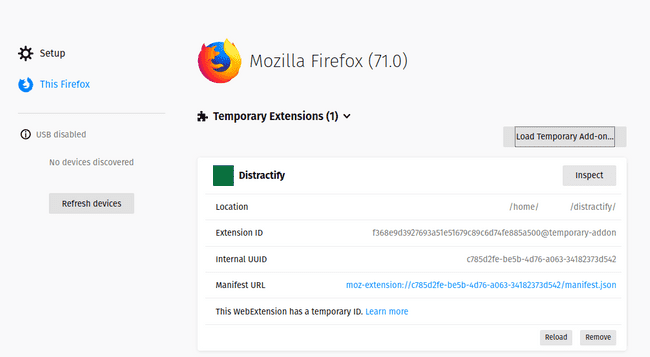 Setup
This Firefox
USB disabled
No devices discovered
Refresh devices
Mozilla Firefox (71.0)
Temporary Extensions (1)
Load Temporary Add-on...
Distractify
Inspect
Location /home/ /distractify/
Extension ID f368e9d3927693a51e51679c89c6d74fe885a500@temporary-addon
Internal UUID c785d2fe-be5b-4d76-a063-34182373d542
Manifest URL moz-extension://c785d2fe-be5b-4d76-a063-34182373d542/manifest.json
This WebExtension has a temporary ID. Learn more
Reload Remove